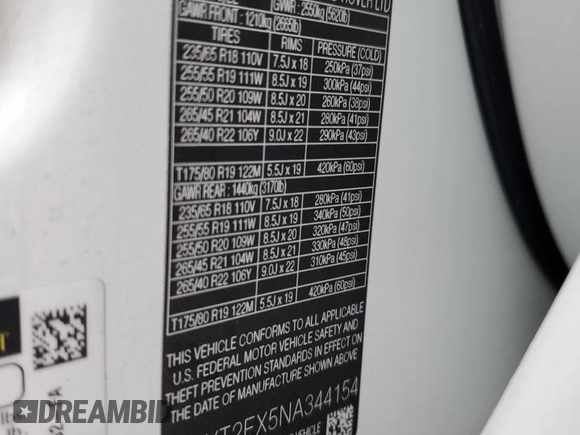 ROVER LTD
GVWR: 2550kg (5620lb)
GAWR FRONT: 1210kg (2665lb)
TIRES RIMS PRESSURE (COLD)
235/65 R18 110V 7.5J x 18 250kPa (37psi)
255/55 R19 111W 8.5J x 19 300kPa (44psi)
255/50 R20 109W 8.5J x 20 260kPa (38psi)
265/45 R21 104W 8.5J x 21 280kPa (41psi)
265/40 R22 106Y 9.0J x 22 290kPa (43psi)
T175/80 R19 122M 5.5J x 19 420kPa (60psi)
GAWR REAR: 1440kg (3170lb)
235/65 R18 110V 7.5J x 18 280kPa (41psi)
255/55 R19 111W 8.5J x 19 340kPa (50psi)
255/50 R20 109W 8.5J x 20 320kPa (47psi)
265/45 R21 104W 8.5J x 21 330kPa (48psi)
265/40 R22 106Y 9.0J x 22 310kPa (45psi)
T175/80 R19 122M 5.5J x 19 420kPa (60psi)
THIS VEHICLE CONFORMS TO ALL APPLICABLE
U.S. FEDERAL MOTOR VEHICLE SAFETY, BUMPER AND
THEFT PREVENTION STANDARDS IN EFFECT ON
THE DATE OF MANUFACTURE SHOWN ABOVE
T2EX5NA344154
DREAMBID